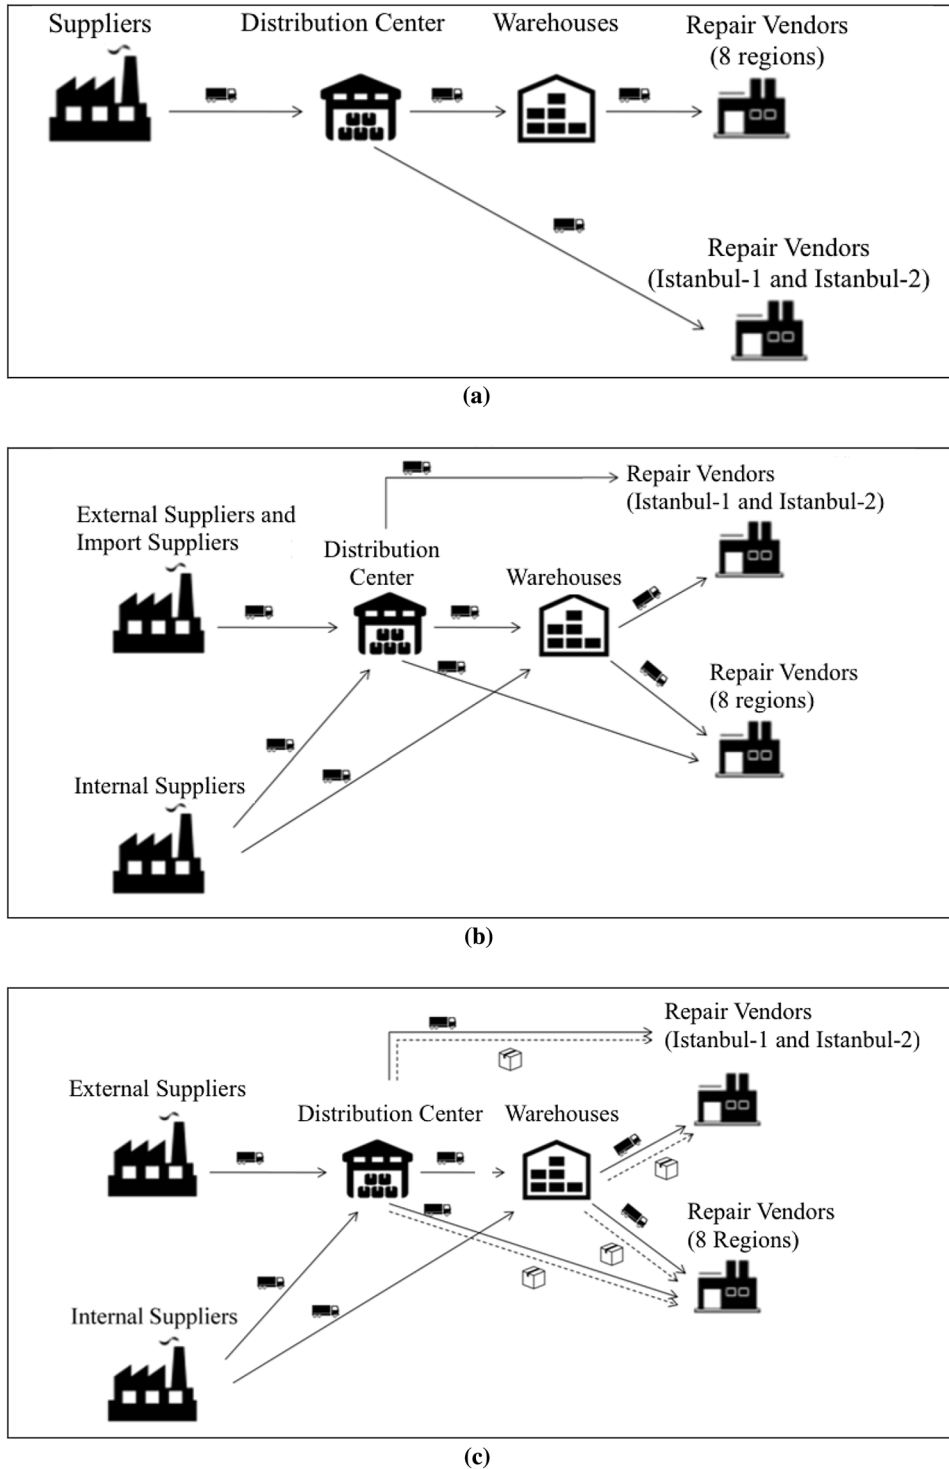 Suppliers
Distribution Center
Warehouses
Repair Vendors
(8 regions)
Repair Vendors
(Istanbul-1 and Istanbul-2)
(a)
Repair Vendors
(Istanbul-1 and Istanbul-2)
External Suppliers and
Import Suppliers
Distribution
Center
Warehouses
Repair Vendors
(8 regions)
Internal Suppliers
(b)
Repair Vendors
(Istanbul-1 and Istanbul-2)
External Suppliers
Distribution Center
Warehouses
Repair Vendors
(8 Regions)
Internal Suppliers
(c)